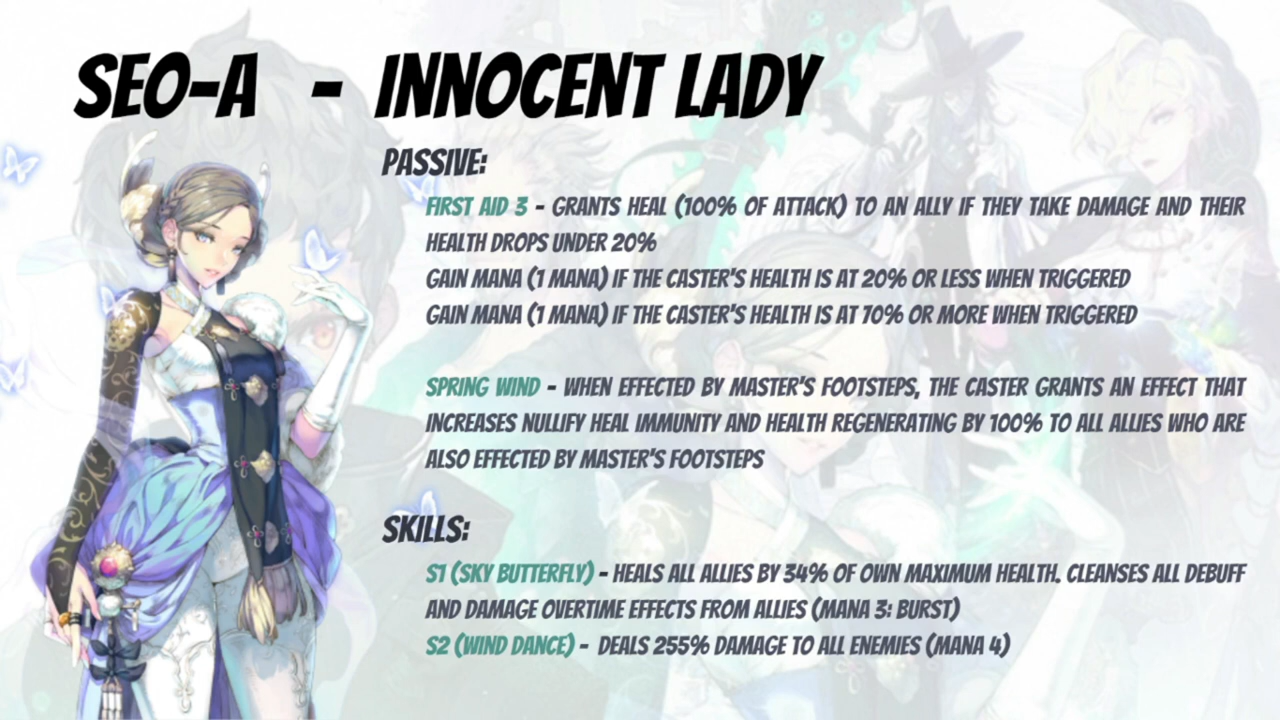 SEO-A - INNOCENT LADY
PASSIVE:
FIRST AID 3 - GRANTS HEAL (100% OF ATTACK) TO AN ALLY IF THEY TAKE DAMAGE AND THEIR
HEALTH DROPS UNDER 20%
GAIN MANA (1 MANA) IF THE CASTER'S HEALTH IS AT 20% OR LESS WHEN TRIGGERED
GAIN MANA (1 MANA) IF THE CASTER'S HEALTH IS AT 70% OR MORE WHEN TRIGGERED
SPRING WIND - WHEN EFFECTED BY MASTER'S FOOTSTEPS, THE CASTER GRANTS AN EFFECT THAT
INCREASES NULLIFY HEAL IMMUNITY AND HEALTH REGENERATING BY 100% TO ALL ALLIES WHO ARE
ALSO EFFECTED BY MASTER'S FOOTSTEPS
SKILLS:
S1 (SKY BUTTERFLY) - HEALS ALL ALLIES BY 34% OF OWN MAXIMUM HEALTH. CLEANSES ALL DEBUFF
AND DAMAGE OVERTIME EFFECTS FROM ALLIES (MANA 3: BURST)
S2 (WIND DANCE) - DEALS 255% DAMAGE TO ALL ENEMIES (MANA 4)